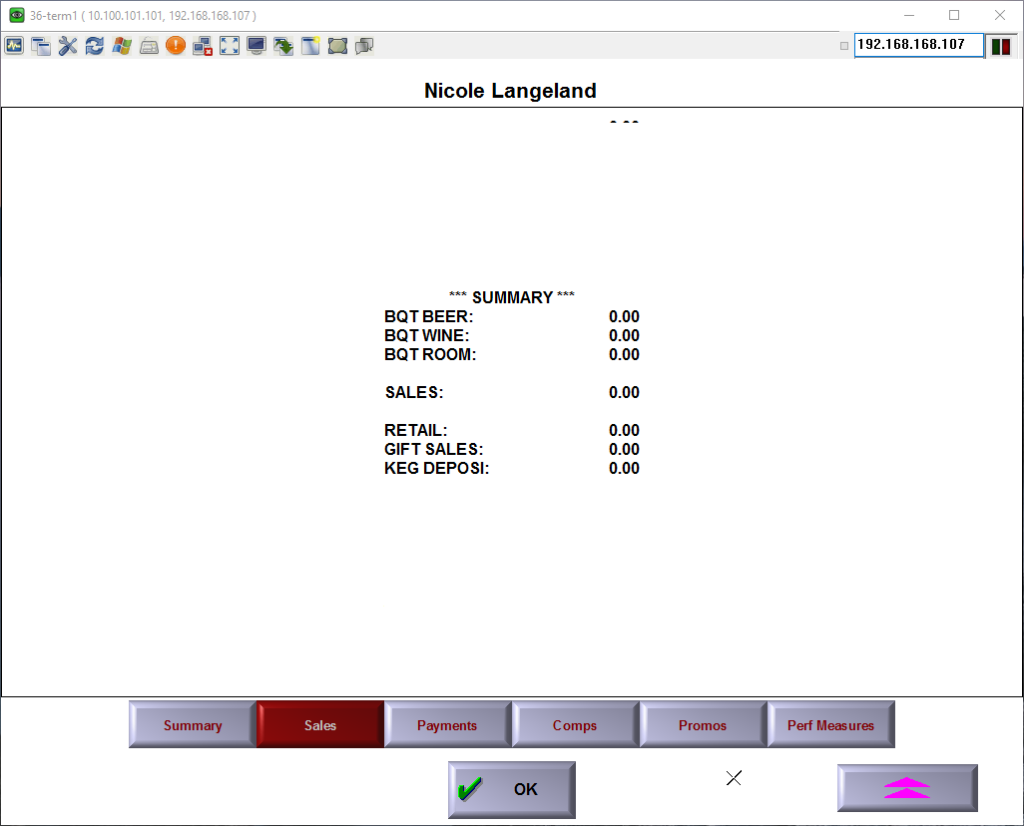 36-term1 ( 10.100.101.101, 192.168.168.107 )
192.168.168.107
Nicole Langeland
*** SUMMARY ***
BQT BEER: 0.00
BQT WINE: 0.00
BQT ROOM: 0.00
SALES: 0.00
RETAIL: 0.00
GIFT SALES: 0.00
KEG DEPOSI: 0.00
Summary Sales Payments Comps Promos Perf Measures
OK